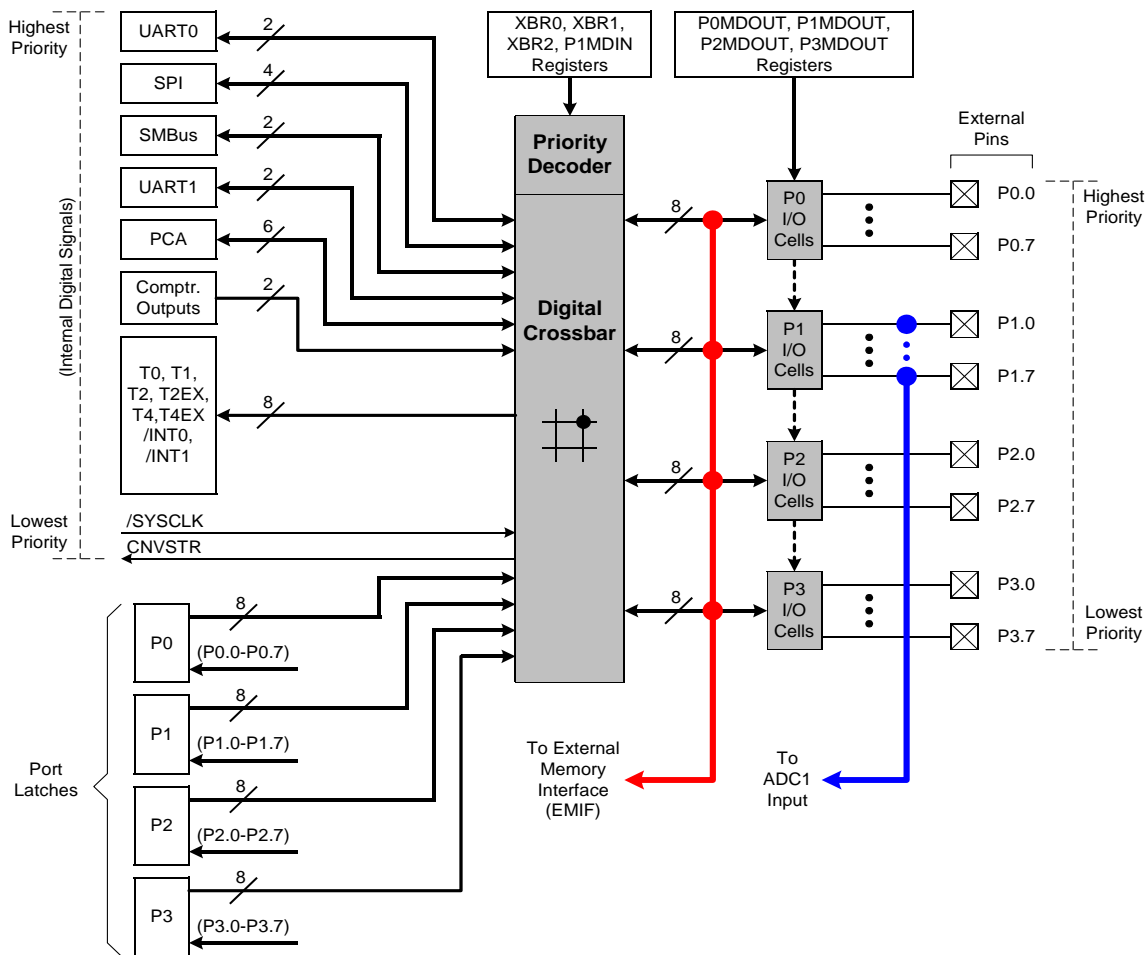 Highest
Priority
(Internal Digital Signals)
Lowest
Priority
UART0
2
SPI
4
SMBus
2
UART1
2
PCA
6
Comptr.
Outputs
2
T0, T1,
T2, T2EX,
T4,T4EX
/INT0,
/INT1
8
/SYSCLK
CNVSTR
Port
Latches
P0
8
(P0.0-P0.7)
P1
8
(P1.0-P1.7)
P2
8
(P2.0-P2.7)
P3
8
(P3.0-P3.7)
XBR0, XBR1,
XBR2, P1MDIN
Registers
Priority
Decoder
Digital
Crossbar
P0MDOUT, P1MDOUT,
P2MDOUT, P3MDOUT
Registers
8
P0
I/O
Cells
8
P1
I/O
Cells
8
P2
I/O
Cells
8
P3
I/O
Cells
External
Pins
P0.0
P0.7
P1.0
P1.7
P2.0
P2.7
P3.0
P3.7
Highest
Priority
Lowest
Priority
To External
Memory
Interface
(EMIF)
To
ADC1
Input